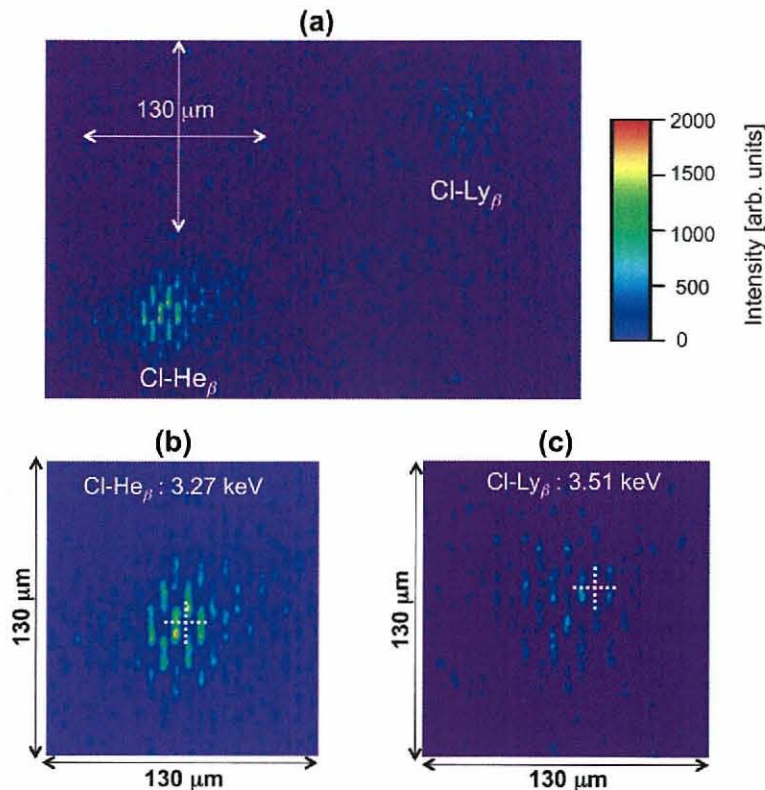 (a)
130 μm
Cl-Lyβ
Cl-Heβ
2000
1500
1000
500
0
Intensity [arb. units]
(b)
Cl-Heβ : 3.27 keV
130 μm
130 μm
(c)
Cl-Lyβ : 3.51 keV
130 μm
130 μm